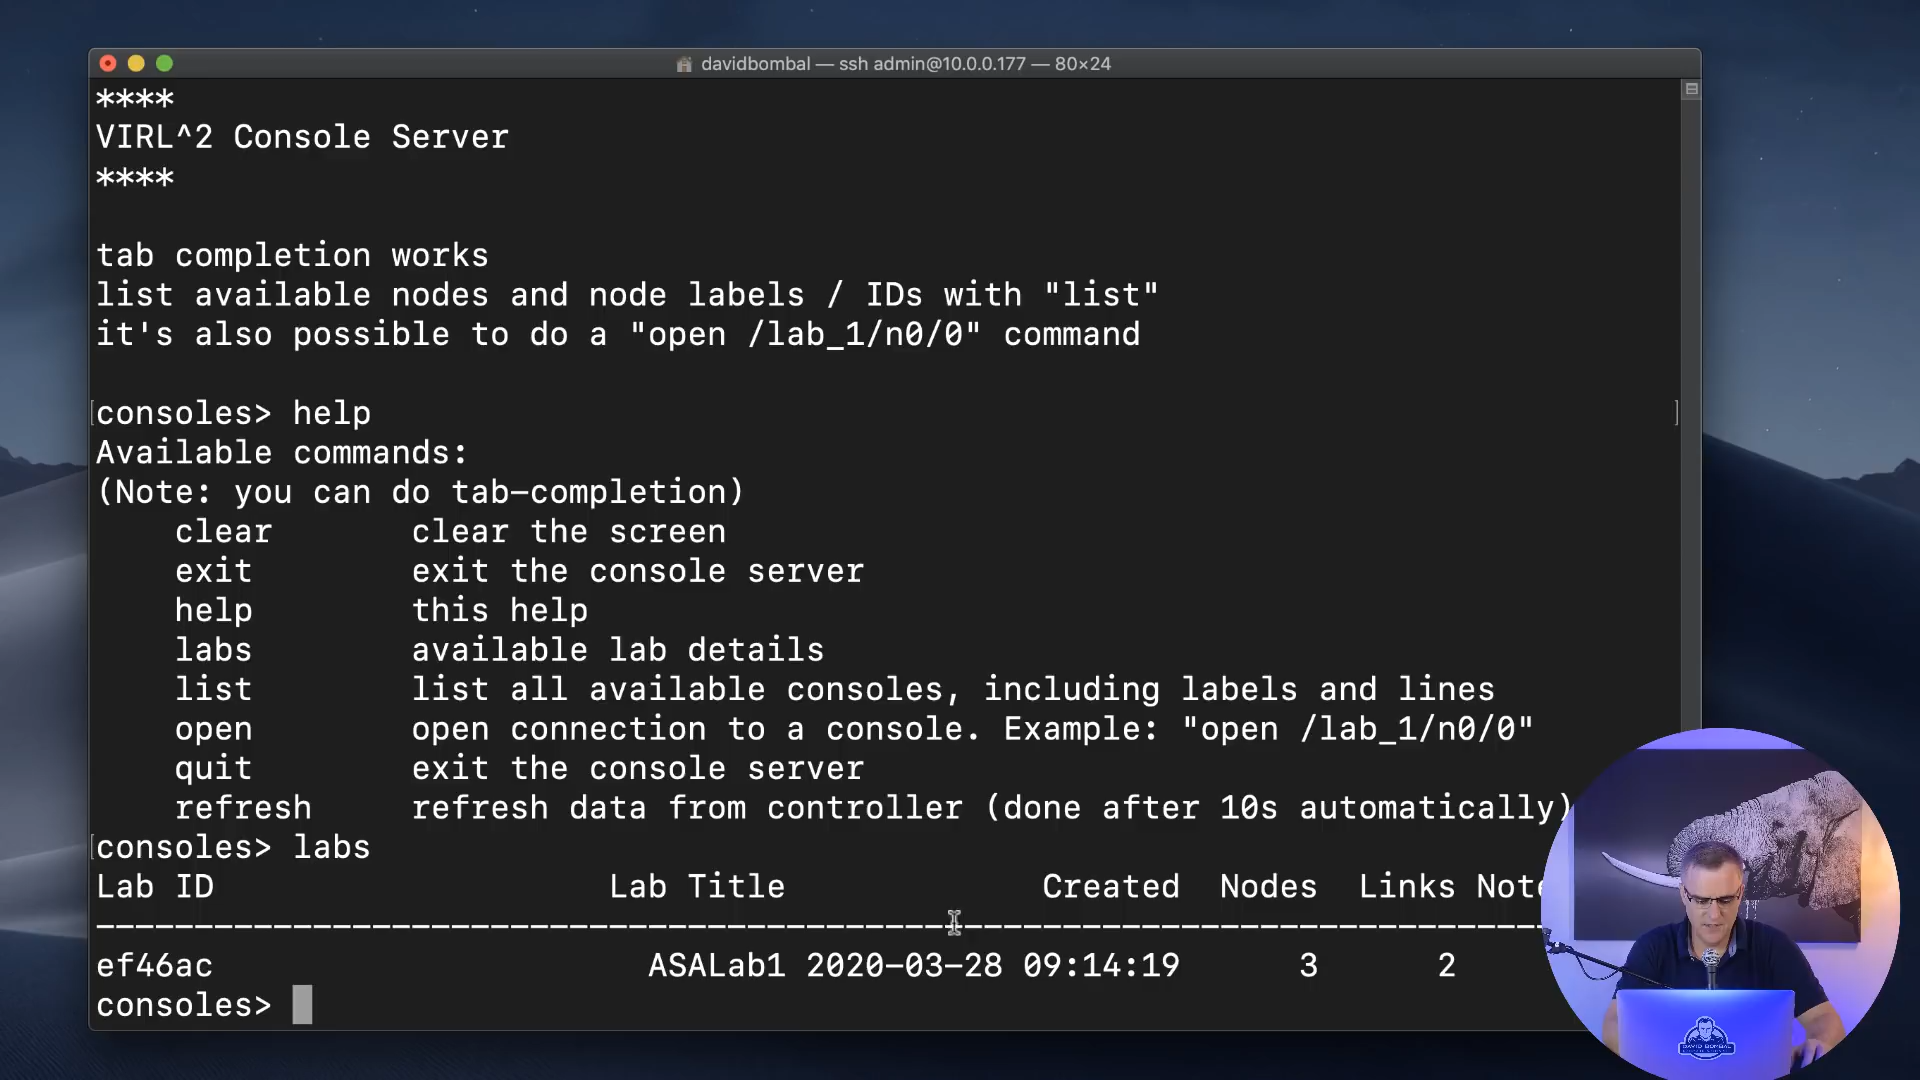 davidbombal — ssh admin@10.0.0.177 — 80×24
****
VIRL^2 Console Server
****
tab completion works
list available nodes and node labels / IDs with "list"
it's also possible to do a "open /lab_1/n0/0" command
[consoles> help ]
Available commands:
(Note: you can do tab-completion)
clear clear the screen
exit exit the console server
help this help
labs available lab details
list list all available consoles, including labels and lines
open open connection to a console. Example: "open /lab_1/n0/0"
quit exit the console server
refresh refresh data from controller (done after 10s automatically)
[consoles> labs
Lab ID Lab Title Created Nodes Links
--------------------------------------------------------------------------
ef46ac ASALab1 2020-03-28 09:14:19 3 2
consoles>
DAVID BOMBAL